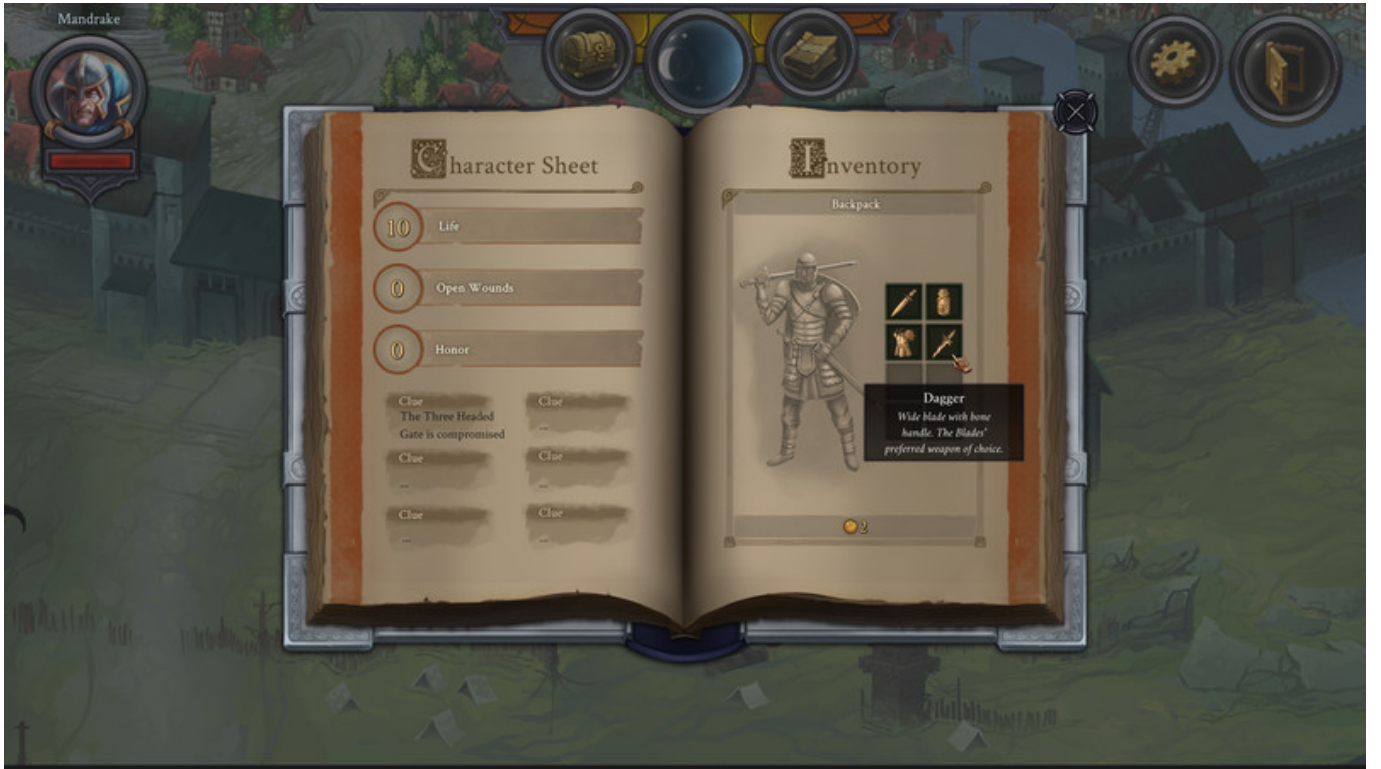 Mandrake
Character Sheet
10 Life
0 Open Wounds
0 Honor
Clue
The Three Headed
Gate is compromised
Clue
...
Clue
...
Clue
...
Clue
...
Clue
...
Inventory
Backpack
Dagger
Wide blade with bone
handle. The Blades'
preferred weapon of choice.
2